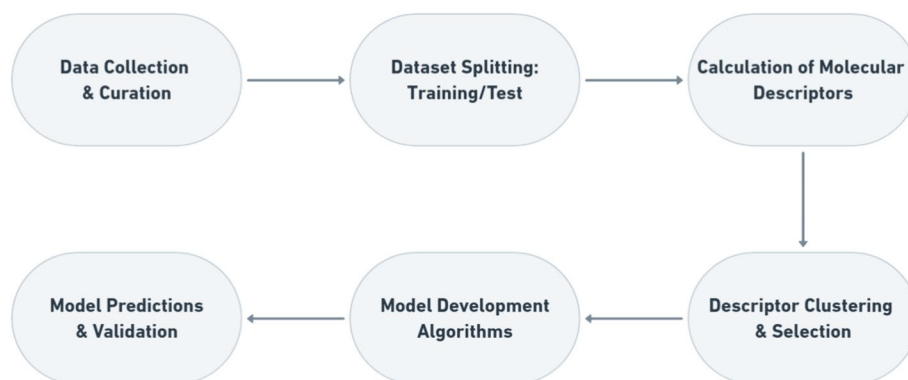 Data Collection
& Curation
Dataset Splitting:
Training/Test
Calculation of Molecular
Descriptors
Descriptor Clustering
& Selection
Model Development
Algorithms
Model Predictions
& Validation